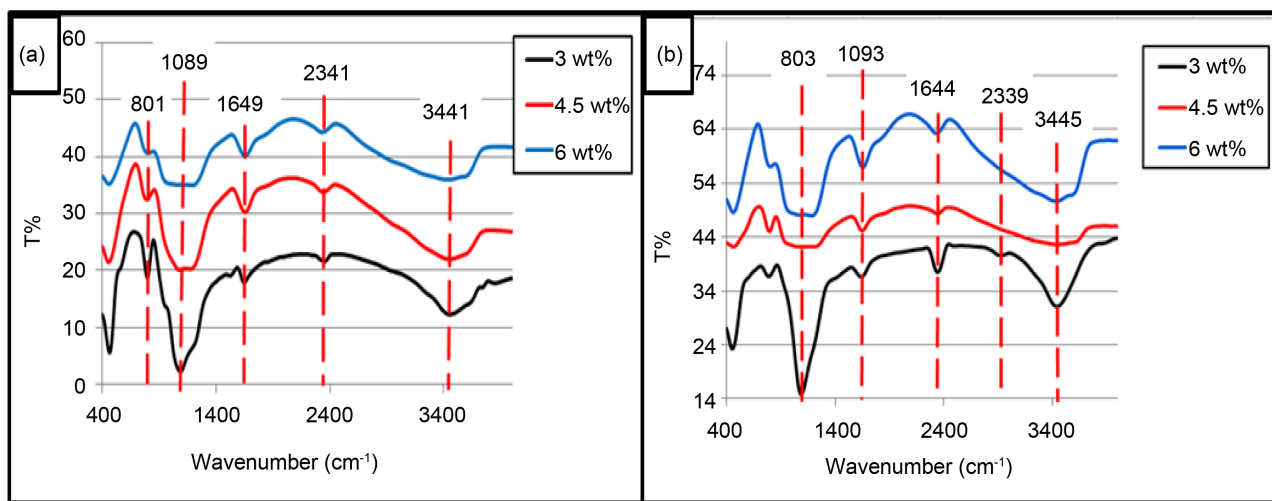 (a)
60
50
40
30
20
10
0
T%
801
1089
1649
2341
3441
3 wt%
4.5 wt%
6 wt%
400
1400
2400
3400
Wavenumber (cm⁻¹)
(b)
74
64
54
44
34
24
14
T%
803
1093
1644
2339
3445
3 wt%
4.5 wt%
6 wt%
400
1400
2400
3400
Wavenumber (cm⁻¹)